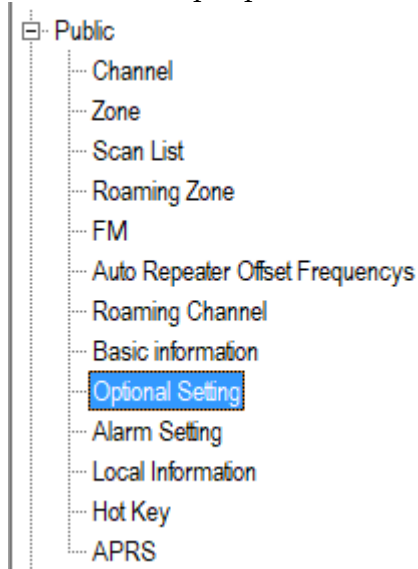 Public
Channel
Zone
Scan List
Roaming Zone
FM
Auto Repeater Offset Frequencys
Roaming Channel
Basic information
Optional Setting
Alarm Setting
Local Information
Hot Key
APRS